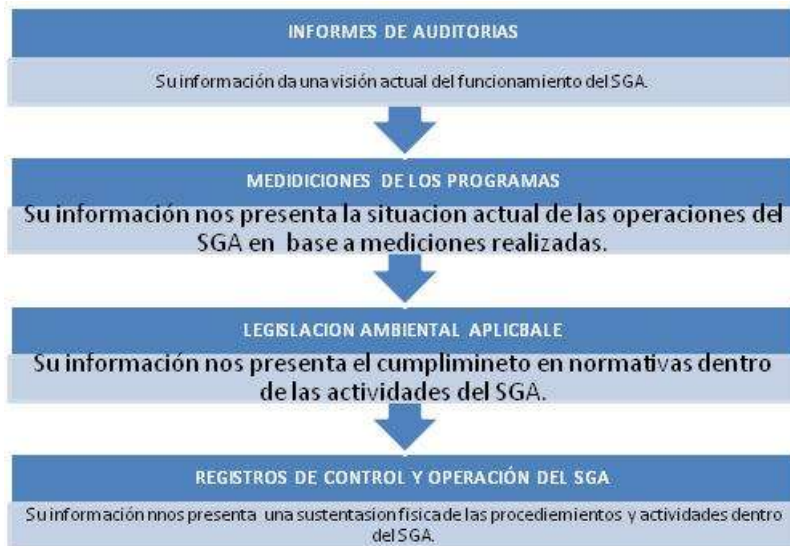 INFORMES DE AUDITORIAS
Su información da una visión actual del funcionamiento del SGA.
MEDIDICIONES DE LOS PROGRAMAS
Su información nos presenta la situacion actual de las operaciones del
SGA en base a mediciones realizadas.
LEGISLACION AMBIENTAL APLICBALE
Su información nos presenta el cumplimineto en normativas dentro
de las actividades del SGA.
REGISTROS DE CONTROL Y OPERACIÓN DEL SGA
Su información nnos presenta una sustentasion fisica de las procediemientos y actividades dentro
del SGA.